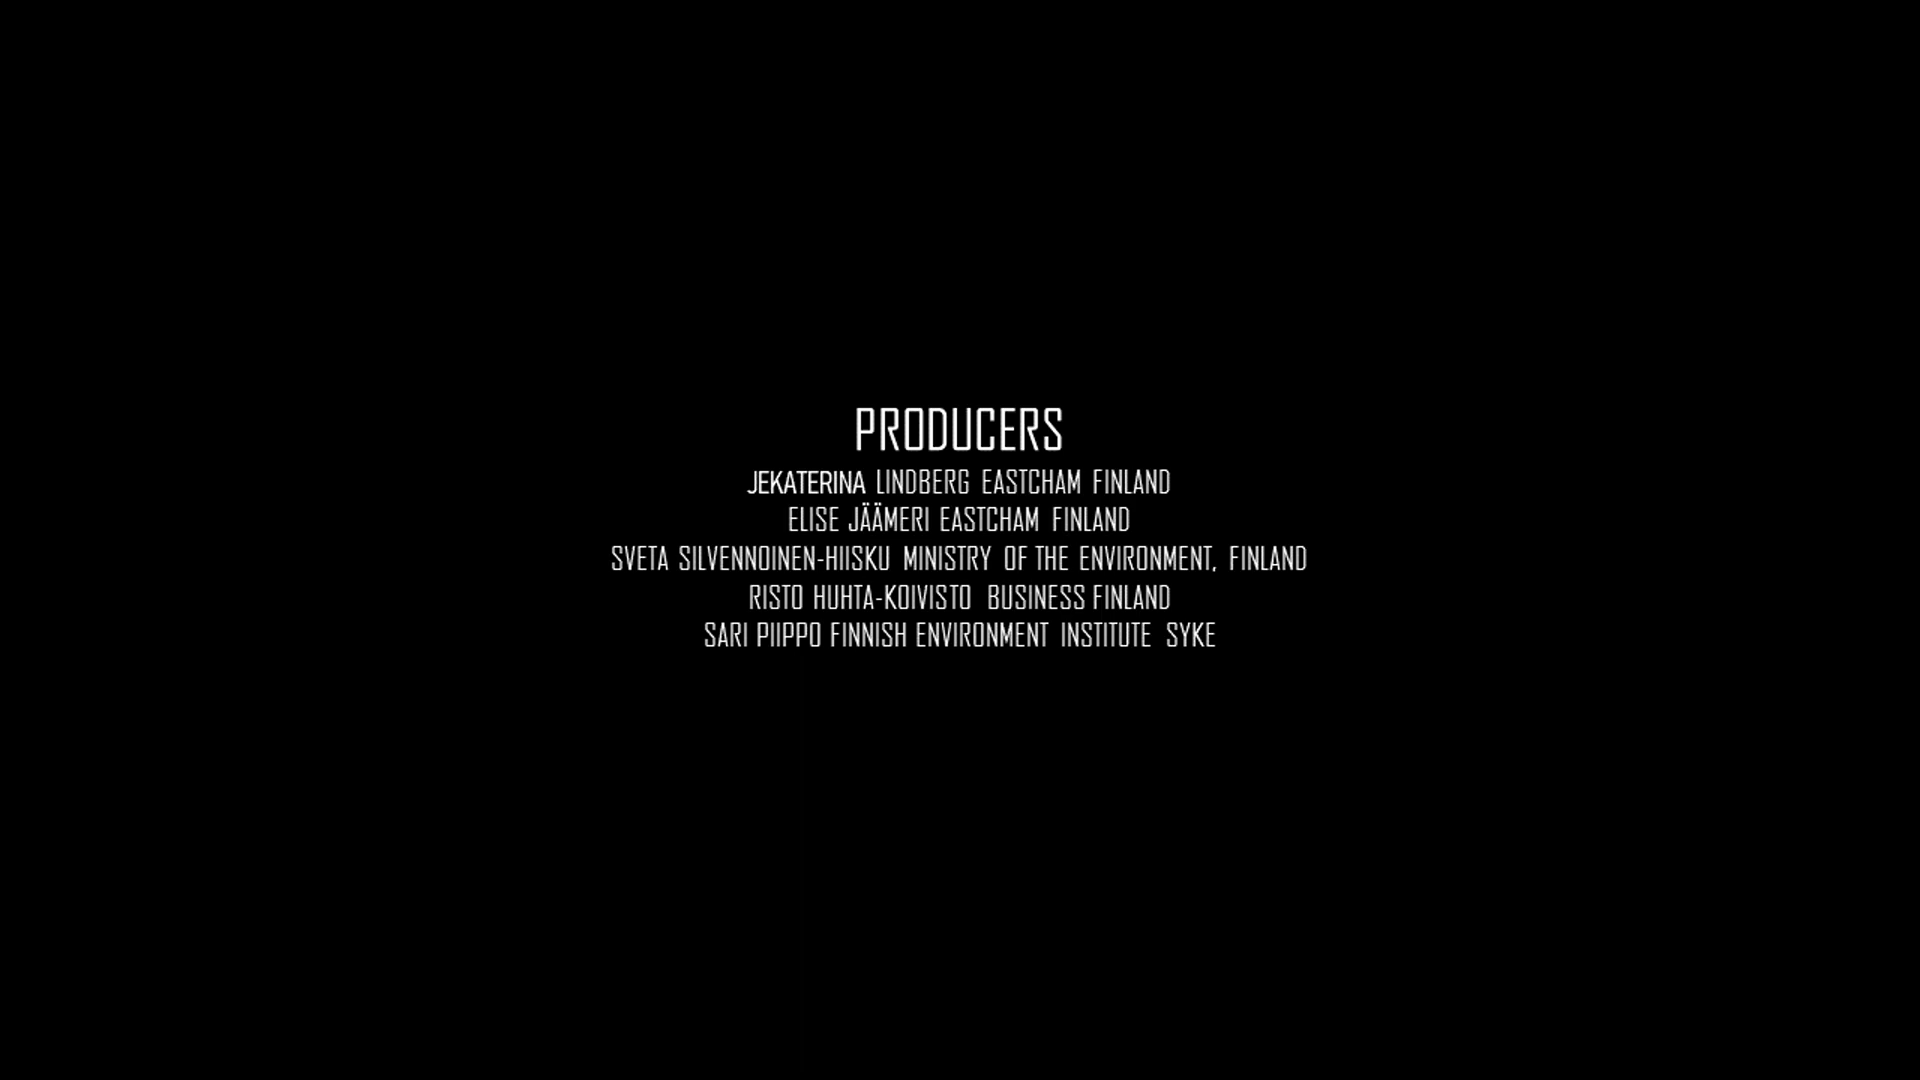 PRODUCERS
JEKATERINA LINDBERG EASTCHAM FINLAND
ELISE JÄÄMERI EASTCHAM FINLAND
SVETA SILVENNOINEN-HIISKU MINISTRY OF THE ENVIRONMENT, FINLAND
RISTO HUHTA-KOIVISTO BUSINESS FINLAND
SARI PIIPPO FINNISH ENVIRONMENT INSTITUTE SYKE